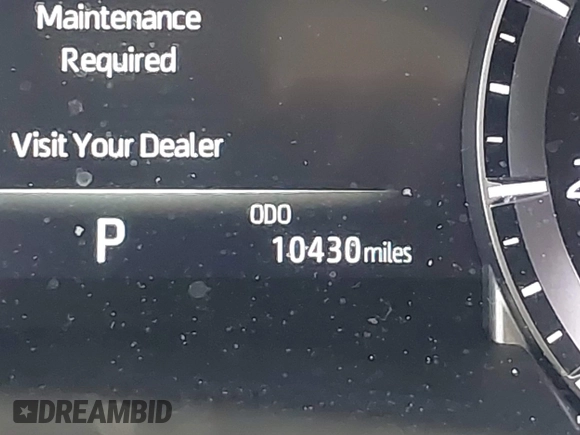 Maintenance
Required
Visit Your Dealer
ODO
P
10430 miles
DREAMBID